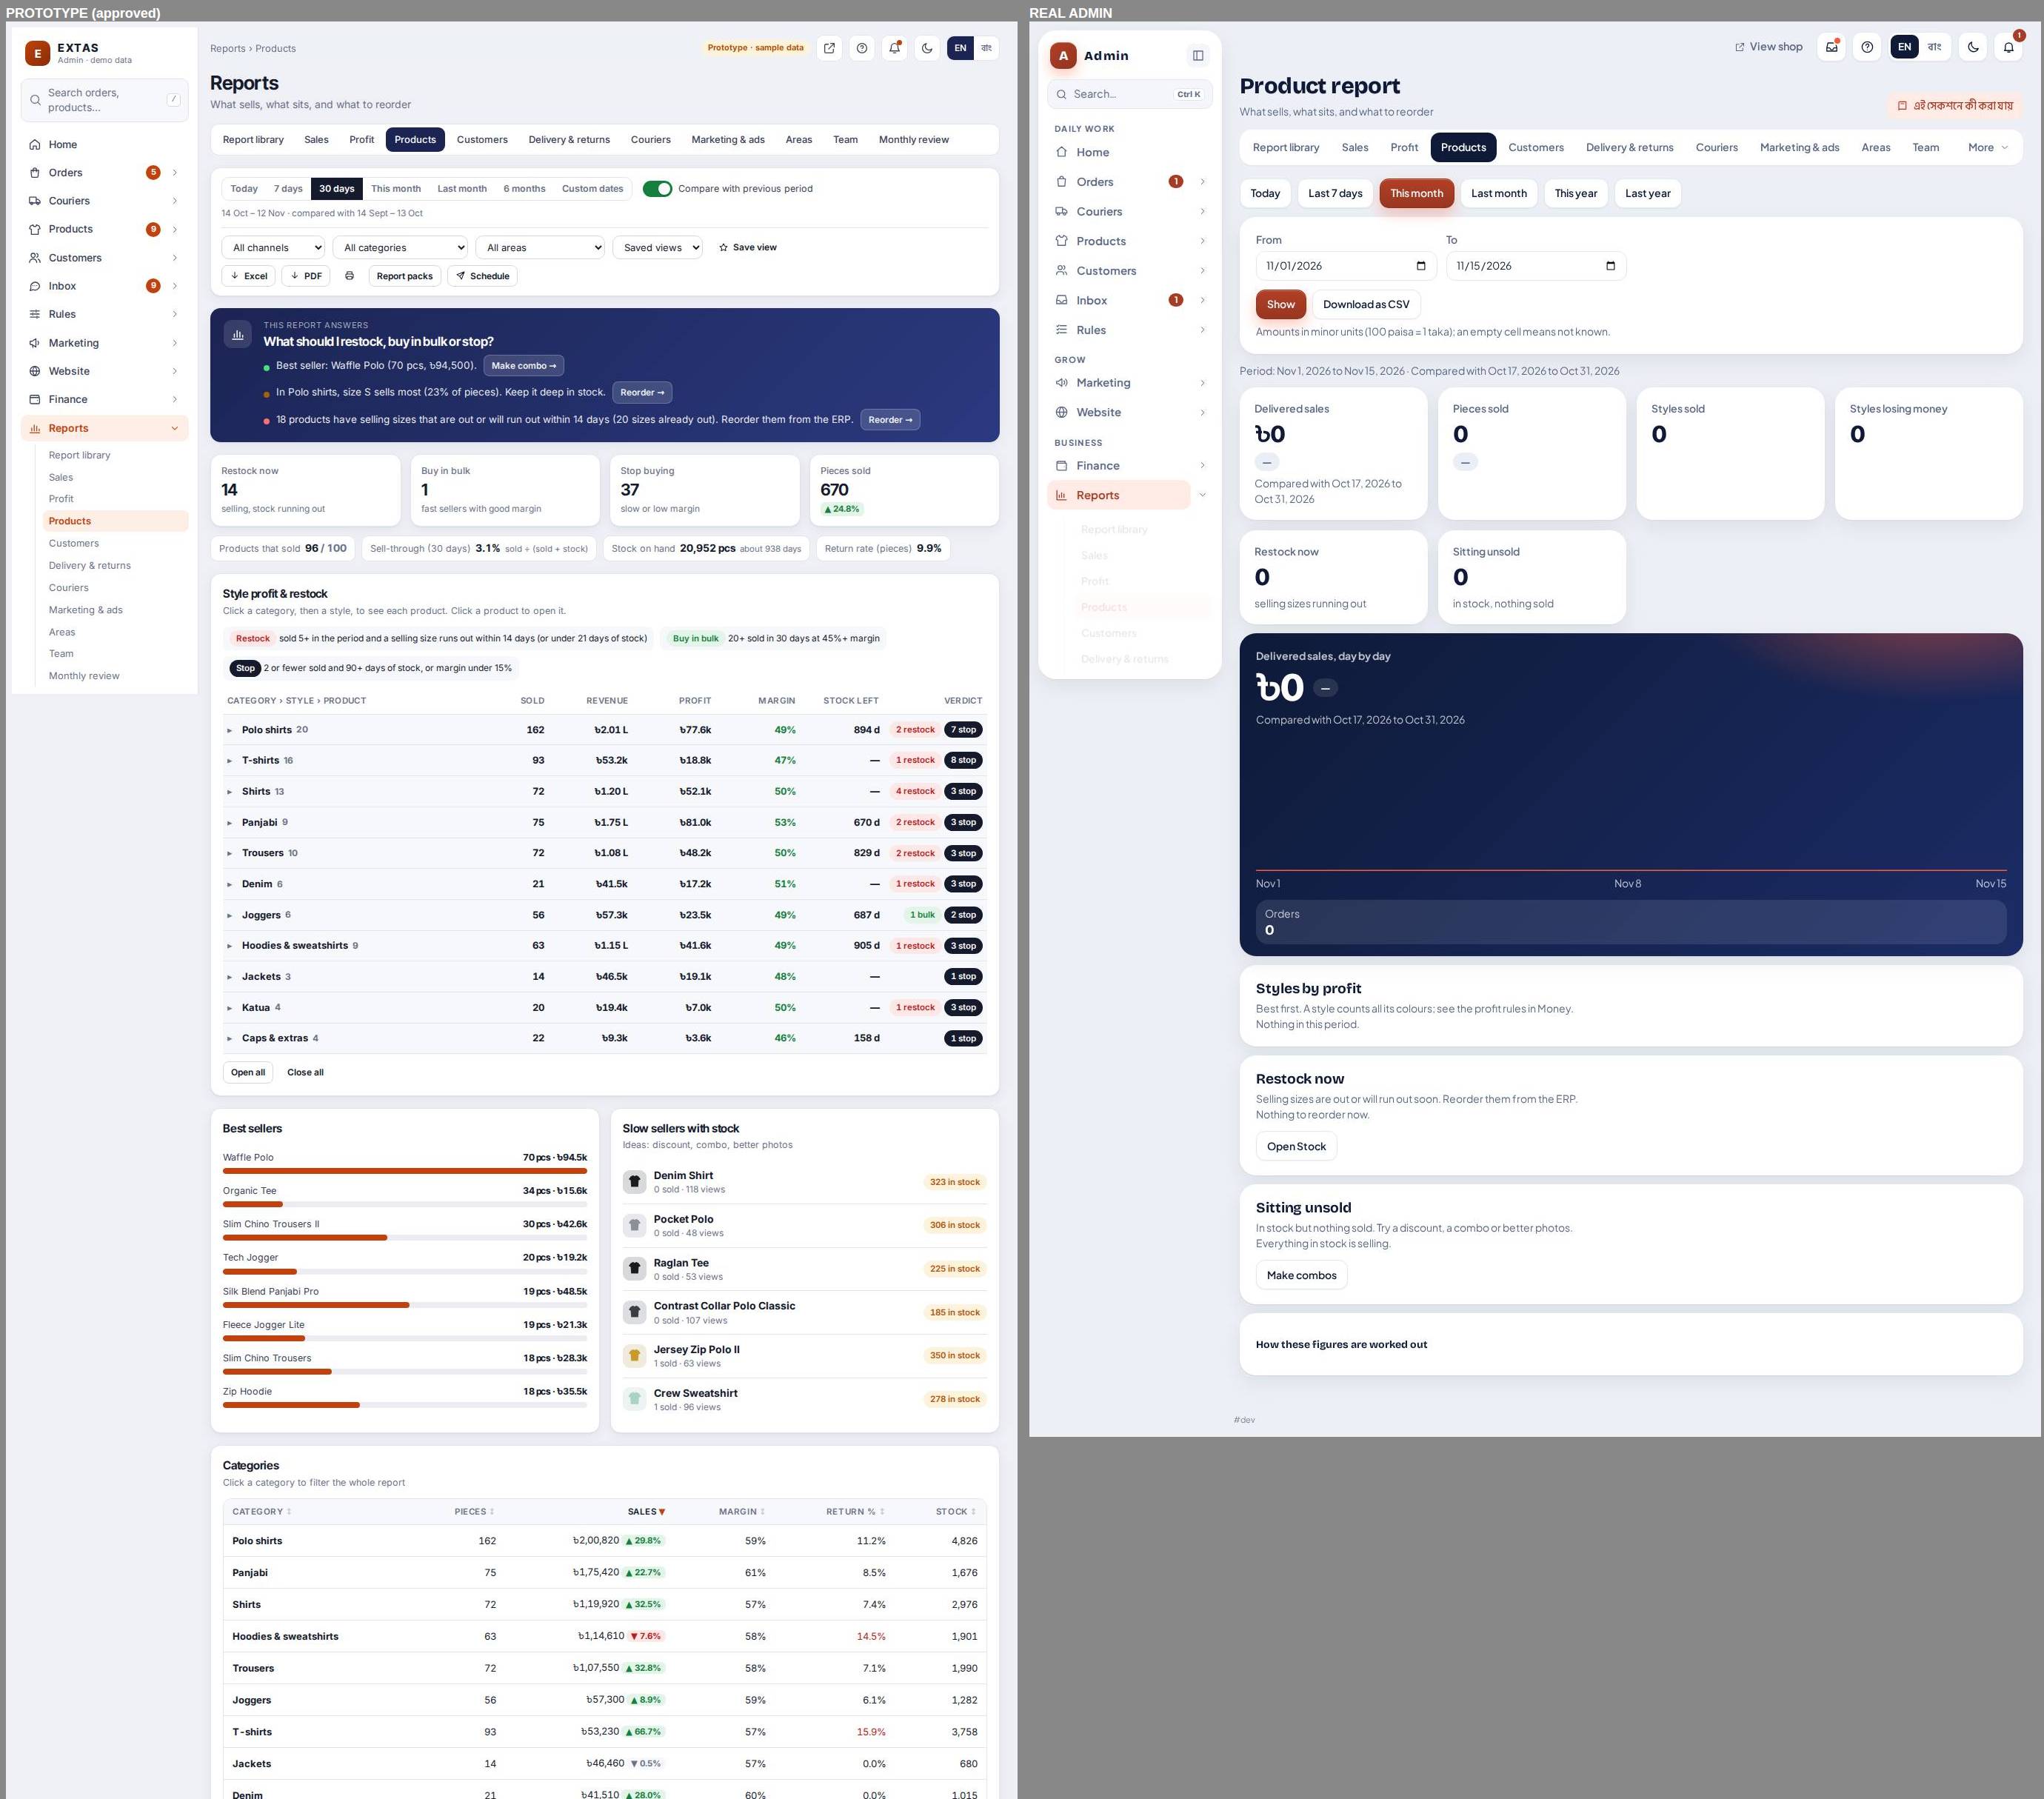 PROTOTYPE (approved)
E
EXTAS
Admin · demo data
Search orders, products...
/
Home
Orders 5
Couriers
Products 9
Customers
Inbox 9
Rules
Marketing
Website
Finance
Reports
Report library
Sales
Profit
Products
Customers
Delivery & returns
Couriers
Marketing & ads
Areas
Team
Monthly review
Reports › Products
Prototype · sample data
EN বাং
Reports
What sells, what sits, and what to reorder
Report library Sales Profit Products Customers Delivery & returns Couriers Marketing & ads Areas Team Monthly review
Today 7 days 30 days This month Last month 6 months Custom dates Compare with previous period
14 Oct – 12 Nov · compared with 14 Sept – 13 Oct
All channels All categories All areas Saved views Save view
Excel PDF Report packs Schedule
THIS REPORT ANSWERS
What should I restock, buy in bulk or stop?
Best seller: Waffle Polo (70 pcs, ৳94,500). Make combo →
In Polo shirts, size S sells most (23% of pieces). Keep it deep in stock. Reorder →
18 products have selling sizes that are out or will run out within 14 days (20 sizes already out). Reorder them from the ERP. Reorder →
Restock now
14
selling, stock running out
Buy in bulk
1
fast sellers with good margin
Stop buying
37
slow or low margin
Pieces sold
670
▲ 24.8%
Products that sold 96 / 100
Sell-through (30 days) 3.1% sold ÷ (sold + stock)
Stock on hand 20,952 pcs about 938 days
Return rate (pieces) 9.9%
Style profit & restock
Click a category, then a style, to see each product. Click a product to open it.
Restock sold 5+ in the period and a selling size runs out within 14 days (or under 21 days of stock)
Buy in bulk 20+ sold in 30 days at 45%+ margin
Stop 2 or fewer sold and 90+ days of stock, or margin under 15%
CATEGORY › STYLE › PRODUCT SOLD REVENUE PROFIT MARGIN STOCK LEFT VERDICT
▸ Polo shirts 20 162 ৳2.01 L ৳77.6k 49% 894 d 2 restock 7 stop
▸ T-shirts 16 93 ৳53.2k ৳18.8k 47% — 1 restock 8 stop
▸ Shirts 13 72 ৳1.20 L ৳52.1k 50% — 4 restock 3 stop
▸ Panjabi 9 75 ৳1.75 L ৳81.0k 53% 670 d 2 restock 3 stop
▸ Trousers 10 72 ৳1.08 L ৳48.2k 50% 829 d 2 restock 3 stop
▸ Denim 6 21 ৳41.5k ৳17.2k 51% — 1 restock 3 stop
▸ Joggers 6 56 ৳57.3k ৳23.5k 49% 687 d 1 bulk 2 stop
▸ Hoodies & sweatshirts 9 63 ৳1.15 L ৳41.6k 49% 905 d 1 restock 3 stop
▸ Jackets 3 14 ৳46.5k ৳19.1k 48% — 1 stop
▸ Katua 4 20 ৳19.4k ৳7.0k 50% — 1 restock 3 stop
▸ Caps & extras 4 22 ৳9.3k ৳3.6k 46% 158 d 1 stop
Open all Close all
Best sellers
Waffle Polo 70 pcs · ৳94.5k
Organic Tee 34 pcs · ৳15.6k
Slim Chino Trousers II 30 pcs · ৳42.6k
Tech Jogger 20 pcs · ৳19.2k
Silk Blend Panjabi Pro 19 pcs · ৳48.5k
Fleece Jogger Lite 19 pcs · ৳21.3k
Slim Chino Trousers 18 pcs · ৳28.3k
Zip Hoodie 18 pcs · ৳35.5k
Slow sellers with stock
Ideas: discount, combo, better photos
Denim Shirt
0 sold · 118 views
323 in stock
Pocket Polo
0 sold · 48 views
306 in stock
Raglan Tee
0 sold · 53 views
225 in stock
Contrast Collar Polo Classic
0 sold · 107 views
185 in stock
Jersey Zip Polo II
1 sold · 63 views
350 in stock
Crew Sweatshirt
1 sold · 96 views
278 in stock
Categories
Click a category to filter the whole report
CATEGORY ↕ PIECES ↕ SALES ▼ MARGIN ↕ RETURN % ↕ STOCK ↕
Polo shirts 162 ৳2,00,820 ▲ 29.8% 59% 11.2% 4,826
Panjabi 75 ৳1,75,420 ▲ 22.7% 61% 8.5% 1,676
Shirts 72 ৳1,19,920 ▲ 32.5% 57% 7.4% 2,976
Hoodies & sweatshirts 63 ৳1,14,610 ▼ 7.6% 58% 14.5% 1,901
Trousers 72 ৳1,07,550 ▲ 32.8% 58% 7.1% 1,990
Joggers 56 ৳57,300 ▲ 8.9% 59% 6.1% 1,282
T-shirts 93 ৳53,230 ▲ 66.7% 57% 15.9% 3,758
Jackets 14 ৳46,460 ▼ 0.5% 57% 0.0% 680
Denim 21 ৳41,510 ▲ 28.0% 60% 0.0% 1,015
REAL ADMIN
A
Admin
Search... Ctrl K
DAILY WORK
Home
Orders 1
Couriers
Products
Customers
Inbox 1
Rules
GROW
Marketing
Website
BUSINESS
Finance
Reports
Report library
Sales
Profit
Products
Customers
Delivery & returns
View shop
EN বাং
1
Product report
What sells, what sits, and what to reorder
এই সেকশনে কী করা যায়
Report library Sales Profit Products Customers Delivery & returns Couriers Marketing & ads Areas Team More
Today Last 7 days This month Last month This year Last year
From To
11/01/2026 11/15/2026
Show Download as CSV
Amounts in minor units (100 paisa = 1 taka); an empty cell means not known.
Period: Nov 1, 2026 to Nov 15, 2026 · Compared with Oct 17, 2026 to Oct 31, 2026
Delivered sales
৳0
—
Compared with Oct 17, 2026 to Oct 31, 2026
Pieces sold
0
—
Styles sold
0
Styles losing money
0
Restock now
0
selling sizes running out
Sitting unsold
0
in stock, nothing sold
Delivered sales, day by day
৳0 —
Compared with Oct 17, 2026 to Oct 31, 2026
Nov 1 Nov 8 Nov 15
Orders
0
Styles by profit
Best first. A style counts all its colours; see the profit rules in Money.
Nothing in this period.
Restock now
Selling sizes are out or will run out soon. Reorder them from the ERP.
Nothing to reorder now.
Open Stock
Sitting unsold
In stock but nothing sold. Try a discount, a combo or better photos.
Everything in stock is selling.
Make combos
How these figures are worked out
#dev